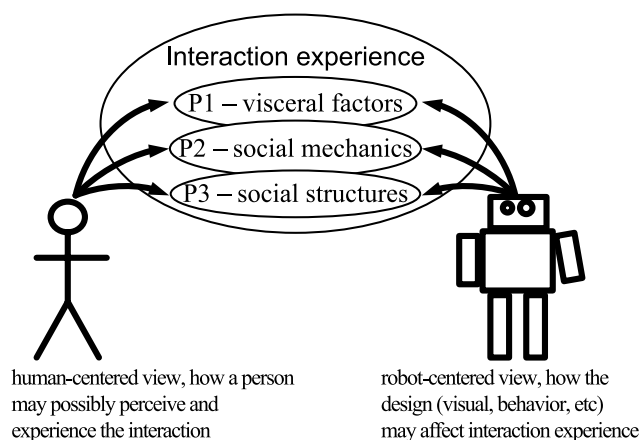 Interaction experience
P1 – visceral factors
P2 – social mechanics
P3 – social structures
human-centered view, how a person
may possibly perceive and
experience the interaction
robot-centered view, how the
design (visual, behavior, etc)
may affect interaction experience